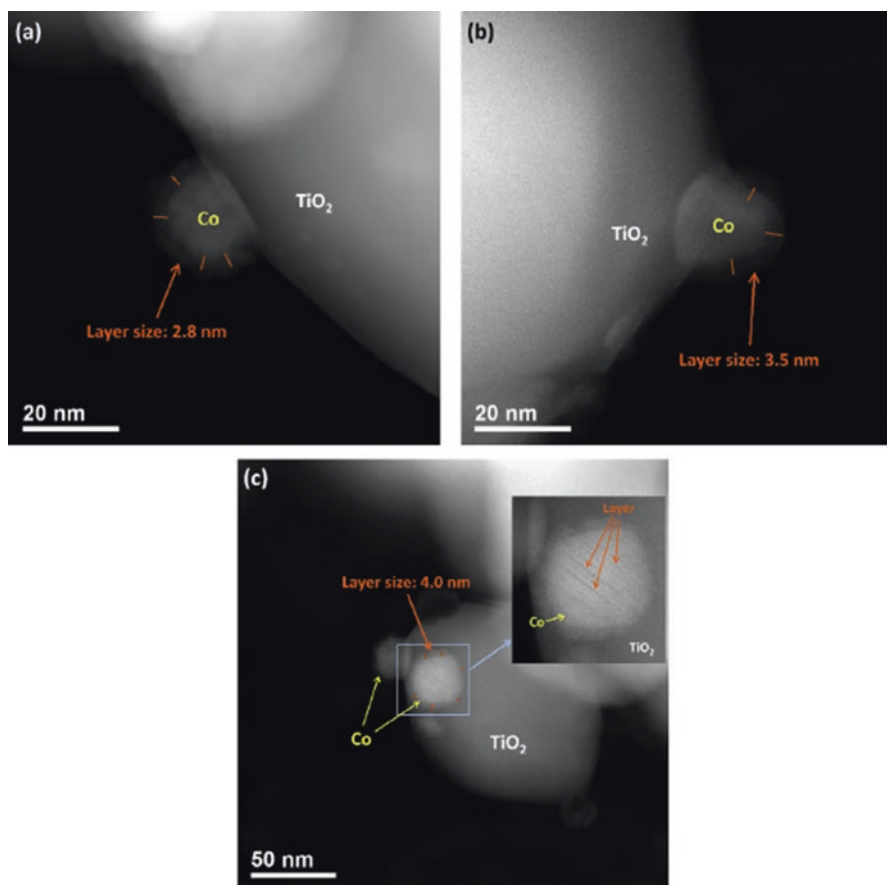 (a)
TiO₂
Co
Layer size: 2.8 nm
20 nm
(b)
TiO₂
Co
Layer size: 3.5 nm
20 nm
(c)
Layer
Layer size: 4.0 nm
Co
TiO₂
Co
TiO₂
50 nm